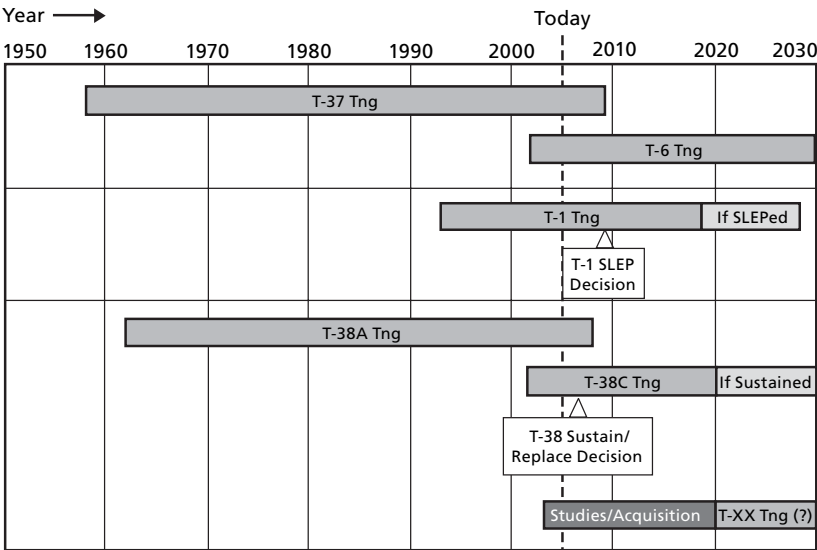 Year
Today
1950 1960 1970 1980 1990 2000 2010 2020 2030
T-37 Tng
T-6 Tng
T-1 Tng If SLEPed
T-1 SLEP
Decision
T-38A Tng
T-38C Tng If Sustained
T-38 Sustain/
Replace Decision
Studies/Acquisition T-XX Tng (?)